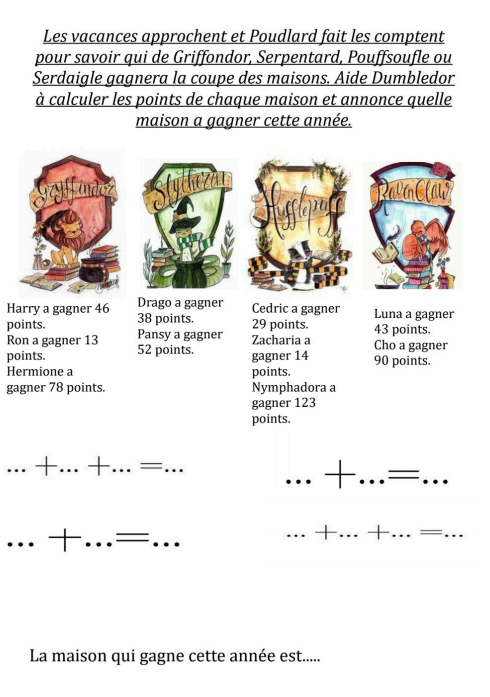 Les vacances approchent et Poudlard fait les comptent
pour savoir qui de Griffondor, Serpentard, Pouffsoufle ou
Serdaigle gagnera la coupe des maisons. Aide Dumbledor
à calculer les points de chaque maison et annonce quelle
maison a gagner cette année.
Gryffindor
Slytherin
Hufflepuff
RavenClaw
Harry a gagner 46
points.
Ron a gagner 13
points.
Hermione a
gagner 78 points.
Drago a gagner
38 points.
Pansy a gagner
52 points.
Cedric a gagner
29 points.
Zacharia a
gagner 14
points.
Nymphadora a
gagner 123
points.
Luna a gagner
43 points.
Cho a gagner
90 points.
... +... +... =...
... +...=...
... +...=...
... +... +... =...
La maison qui gagne cette année est.....